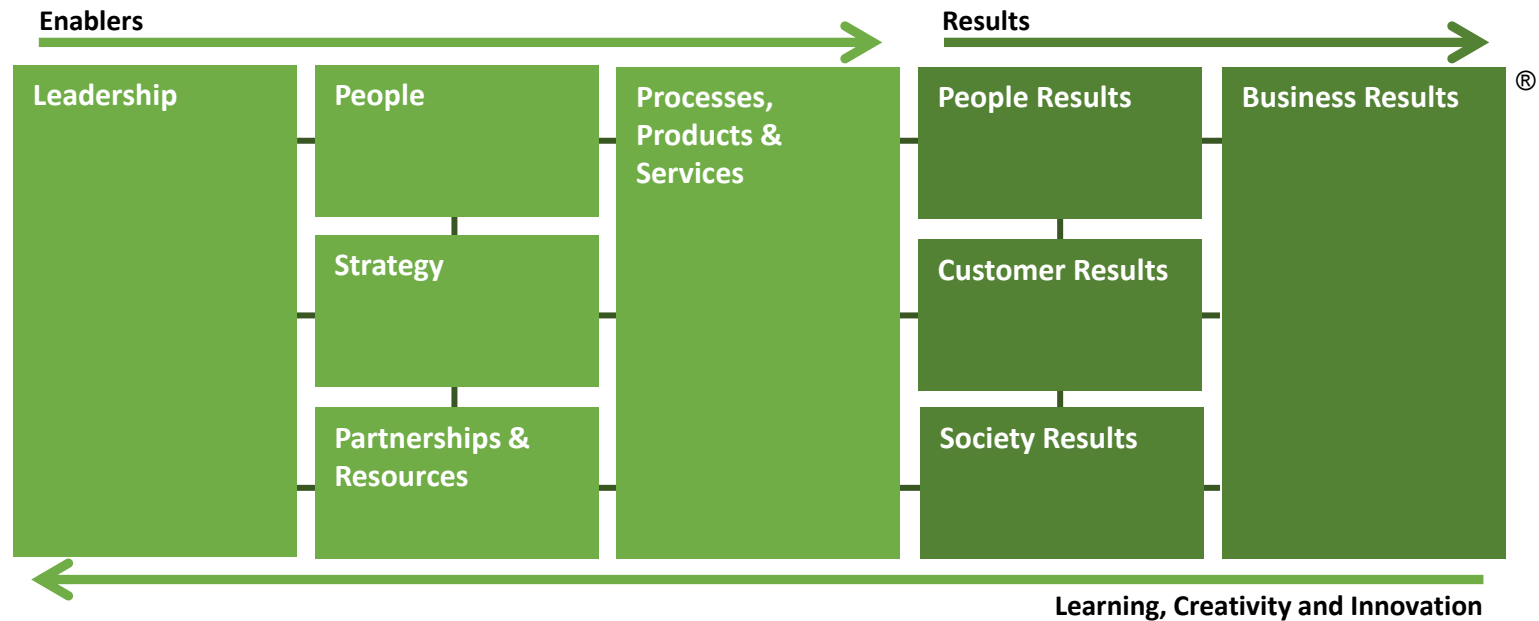 Enablers
Results
Leadership
People
Processes,
Products &
Services
People Results
Business Results
®
Strategy
Customer Results
Partnerships &
Resources
Society Results
Learning, Creativity and Innovation